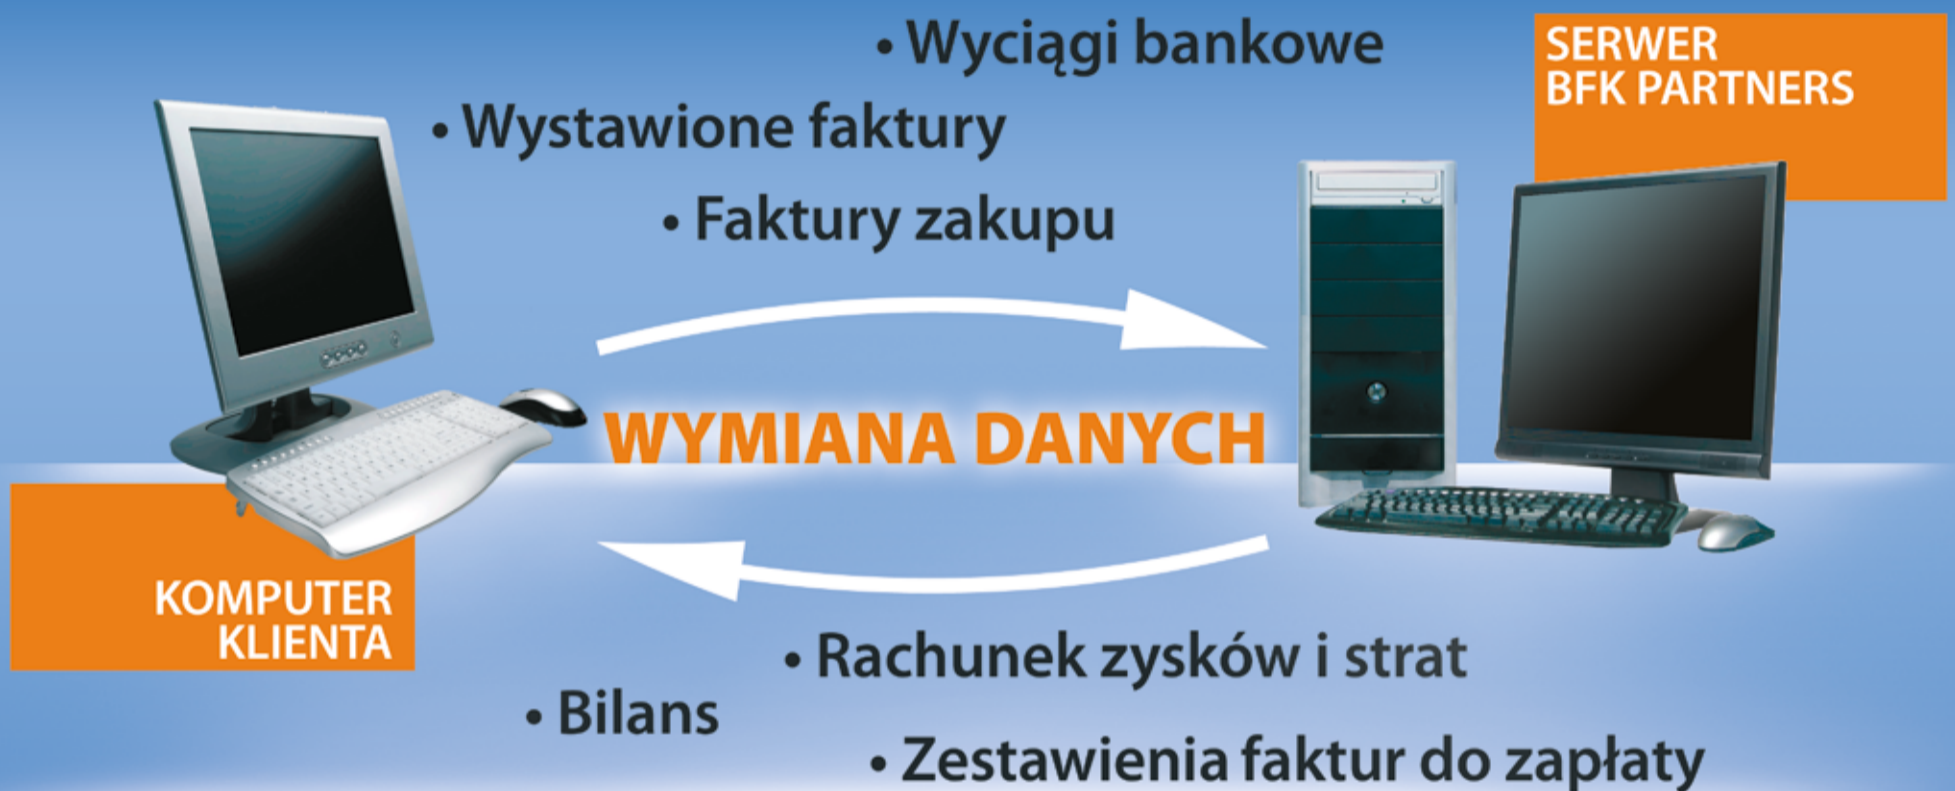 • Wyciągi bankowe
SERWER
BFK PARTNERS
• Wystawione faktury
• Faktury zakupu
WYMIANA DANYCH
KOMPUTER
KLIENTA
• Rachunek zysków i strat
• Bilans
• Zestawienia faktur do zapłaty